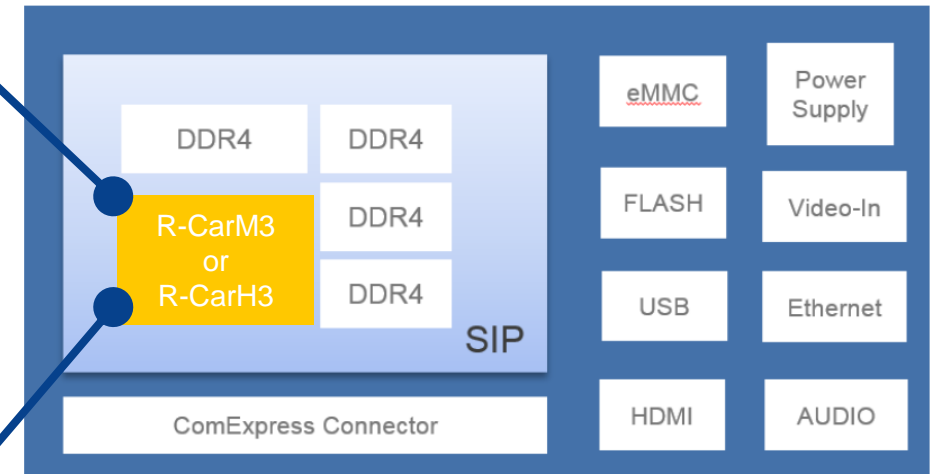 DDR4
DDR4
R-CarM3
or
R-CarH3
DDR4
DDR4
SIP
ComExpress Connector
eMMC
Power
Supply
FLASH
Video-In
USB
Ethernet
HDMI
AUDIO